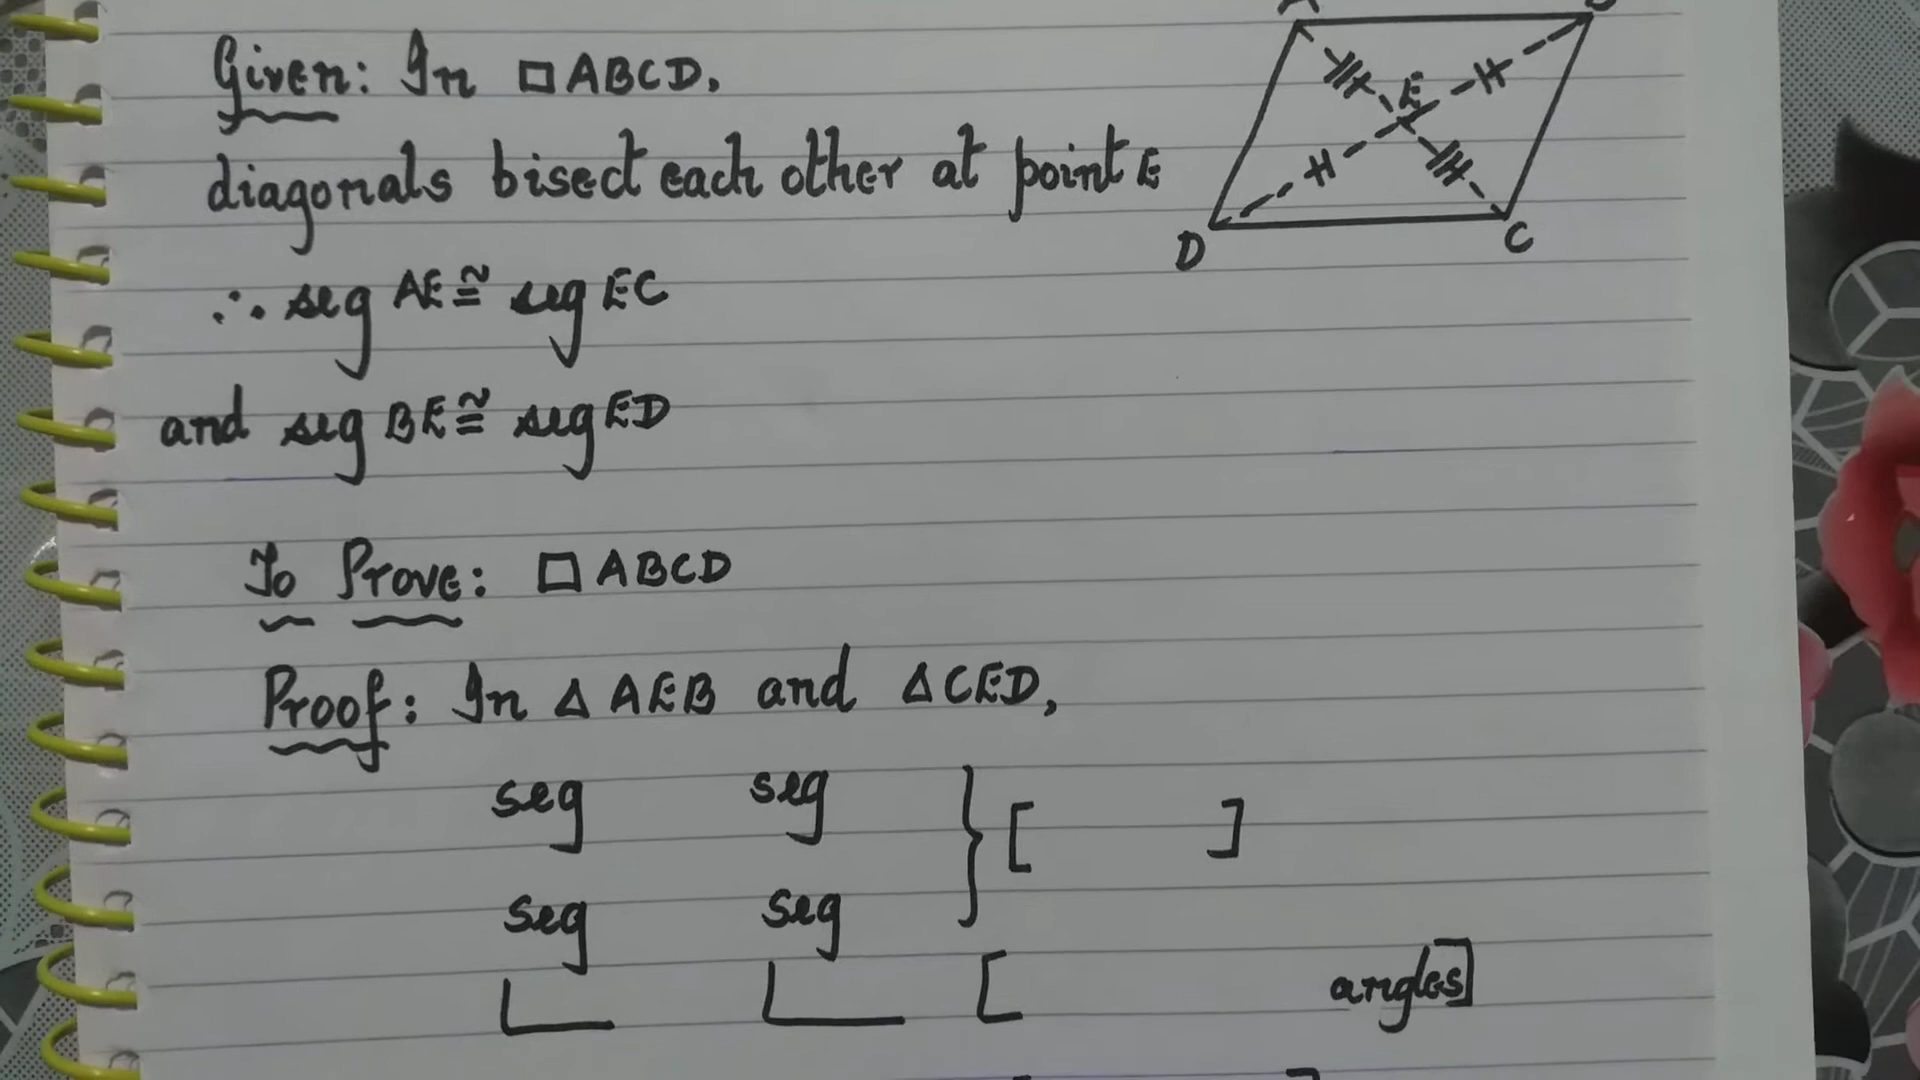 Given: In □ABCD,
diagonals bisect each other at point E
∴ seg AE ≅ seg EC
and seg BE ≅ seg ED
To Prove: □ABCD
Proof: In △AEB and △CED,
seg seg } [ ]
seg seg
∟ ∟ [ angles]
E
D
C